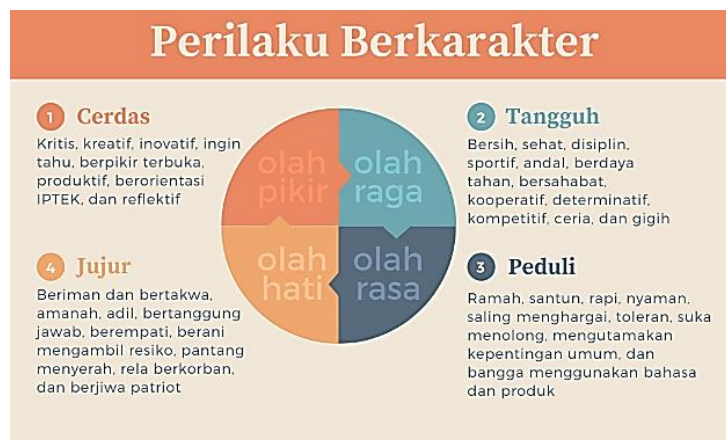 Perilaku Berkarakter
1 Cerdas
Kritis, kreatif, inovatif, ingin
tahu, berpikir terbuka,
produktif, berorientasi
IPTEK, dan reflektif
2 Tangguh
Bersih, sehat, disiplin,
sportif, andal, berdaya
tahan, bersahabat,
kooperatif, determinatif,
kompetitif, ceria, dan gigih
olah
pikir
olah
raga
olah
hati
olah
rasa
4 Jujur
Beriman dan bertakwa,
amanah, adil, bertanggung
jawab, berempati, berani
mengambil resiko, pantang
menyerah, rela berkorban,
dan berjiwa patriot
3 Peduli
Ramah, santun, rapi, nyaman,
saling menghargai, toleran, suka
menolong, mengutamakan
kepentingan umum, dan
bangga menggunakan bahasa
dan produk